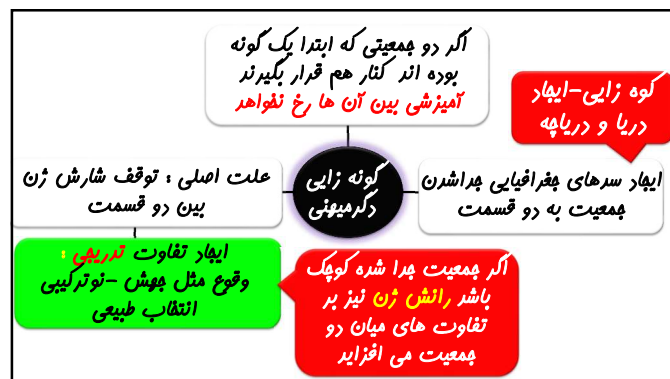 اگر دو جمعیتی که ابتدا یک گونه
بوده اند کنار هم قرار بگیرند
آمیزشی بین آن ها رخ نخواهد
کوه زایی-ایجاد
دریا و دریاچه
ایجاد سدهای جغرافیایی جداشدن
جمعیت به دو قسمت
گونه زایی
دگرمیهنی
علت اصلی : توقف شارش ژن
بین دو قسمت
ایجاد تفاوت تدریجی :
وقوع مثل جهش -نوترکیبی
انتخاب طبیعی
اگر جمعیت جدا شده کوچک
باشد رانش ژن نیز بر
تفاوت های میان دو
جمعیت می افزاید